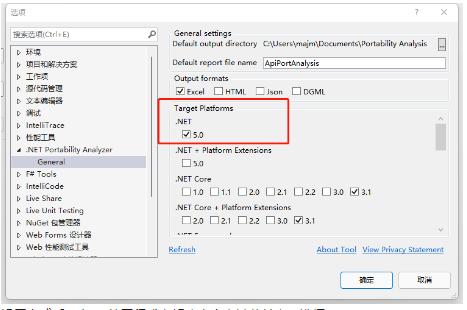 选项
? ×
搜索选项(Ctrl+E)
环境
项目和解决方案
工作项
源代码管理
文本编辑器
调试
IntelliTrace
性能工具
.NET Portability Analyzer
General
F# Tools
IntelliCode
Live Share
Live Unit Testing
NuGet 包管理器
Web Forms 设计器
Web 性能测试工具
General settings
Default output directory C:\Users\majm\Documents\Portability Analysis ...
Default report file name ApiPortAnalysis
Output formats
Excel HTML Json DGML
Target Platforms
.NET
5.0
.NET + Platform Extensions
5.0
.NET Core
1.0 1.1 2.0 2.1 2.2 3.0 3.1
.NET Core + Platform Extensions
2.0 2.1 2.2 3.0 3.1
Refresh About Tool View Privacy Statement
确定 取消